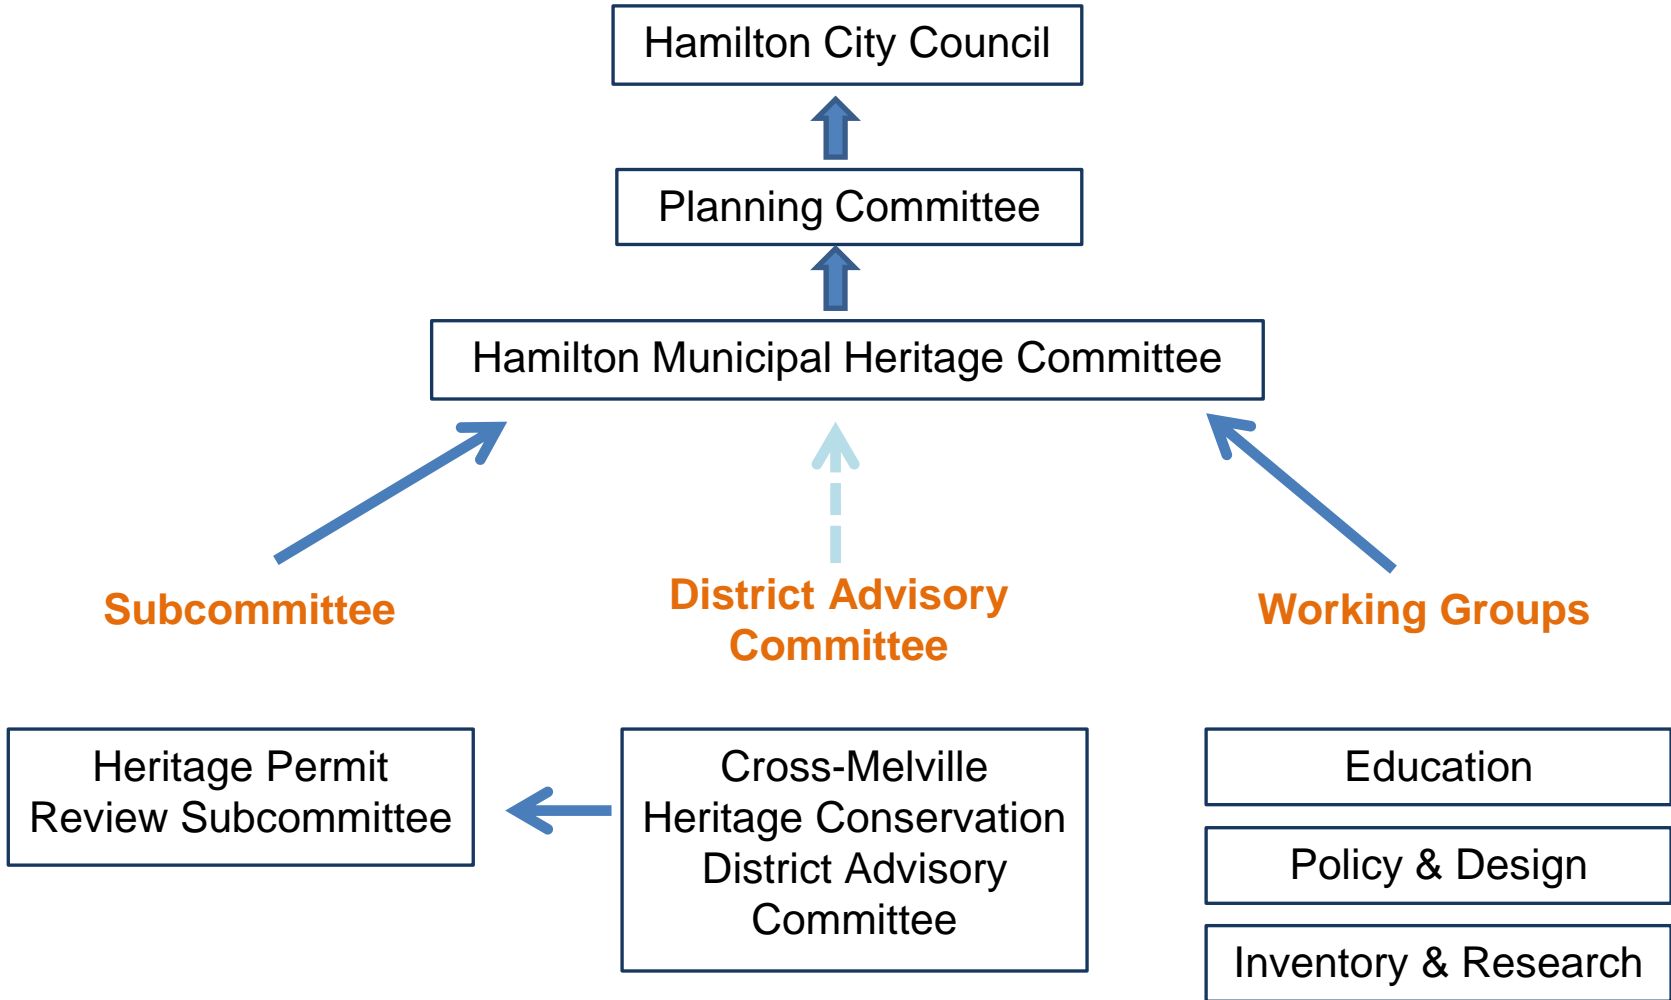 Hamilton City Council
Planning Committee
Hamilton Municipal Heritage Committee
Subcommittee
District Advisory
Committee
Working Groups
Heritage Permit
Review Subcommittee
Cross-Melville
Heritage Conservation
District Advisory
Committee
Education
Policy & Design
Inventory & Research